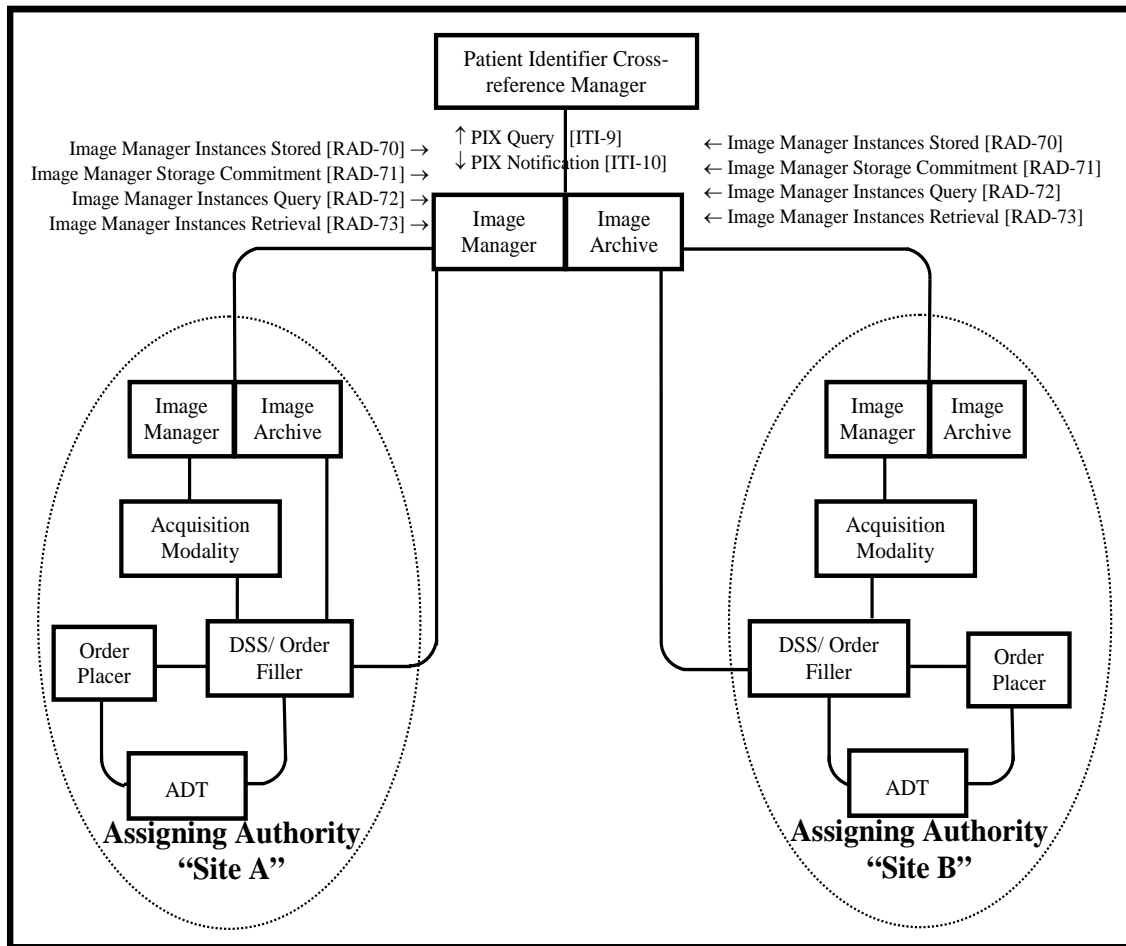 Patient Identifier Cross-
reference Manager
Image Manager Instances Stored [RAD-70] →
Image Manager Storage Commitment [RAD-71] →
Image Manager Instances Query [RAD-72] →
Image Manager Instances Retrieval [RAD-73] →
↑ PIX Query [ITI-9]
↓ PIX Notification [ITI-10]
← Image Manager Instances Stored [RAD-70]
← Image Manager Storage Commitment [RAD-71]
← Image Manager Instances Query [RAD-72]
← Image Manager Instances Retrieval [RAD-73]
Image
Manager
Image
Archive
Image
Manager
Image
Archive
Acquisition
Modality
Order
Placer
DSS/ Order
Filler
ADT
Assigning Authority
“Site A”
Image
Manager
Image
Archive
Acquisition
Modality
DSS/ Order
Filler
Order
Placer
ADT
Assigning Authority
“Site B”